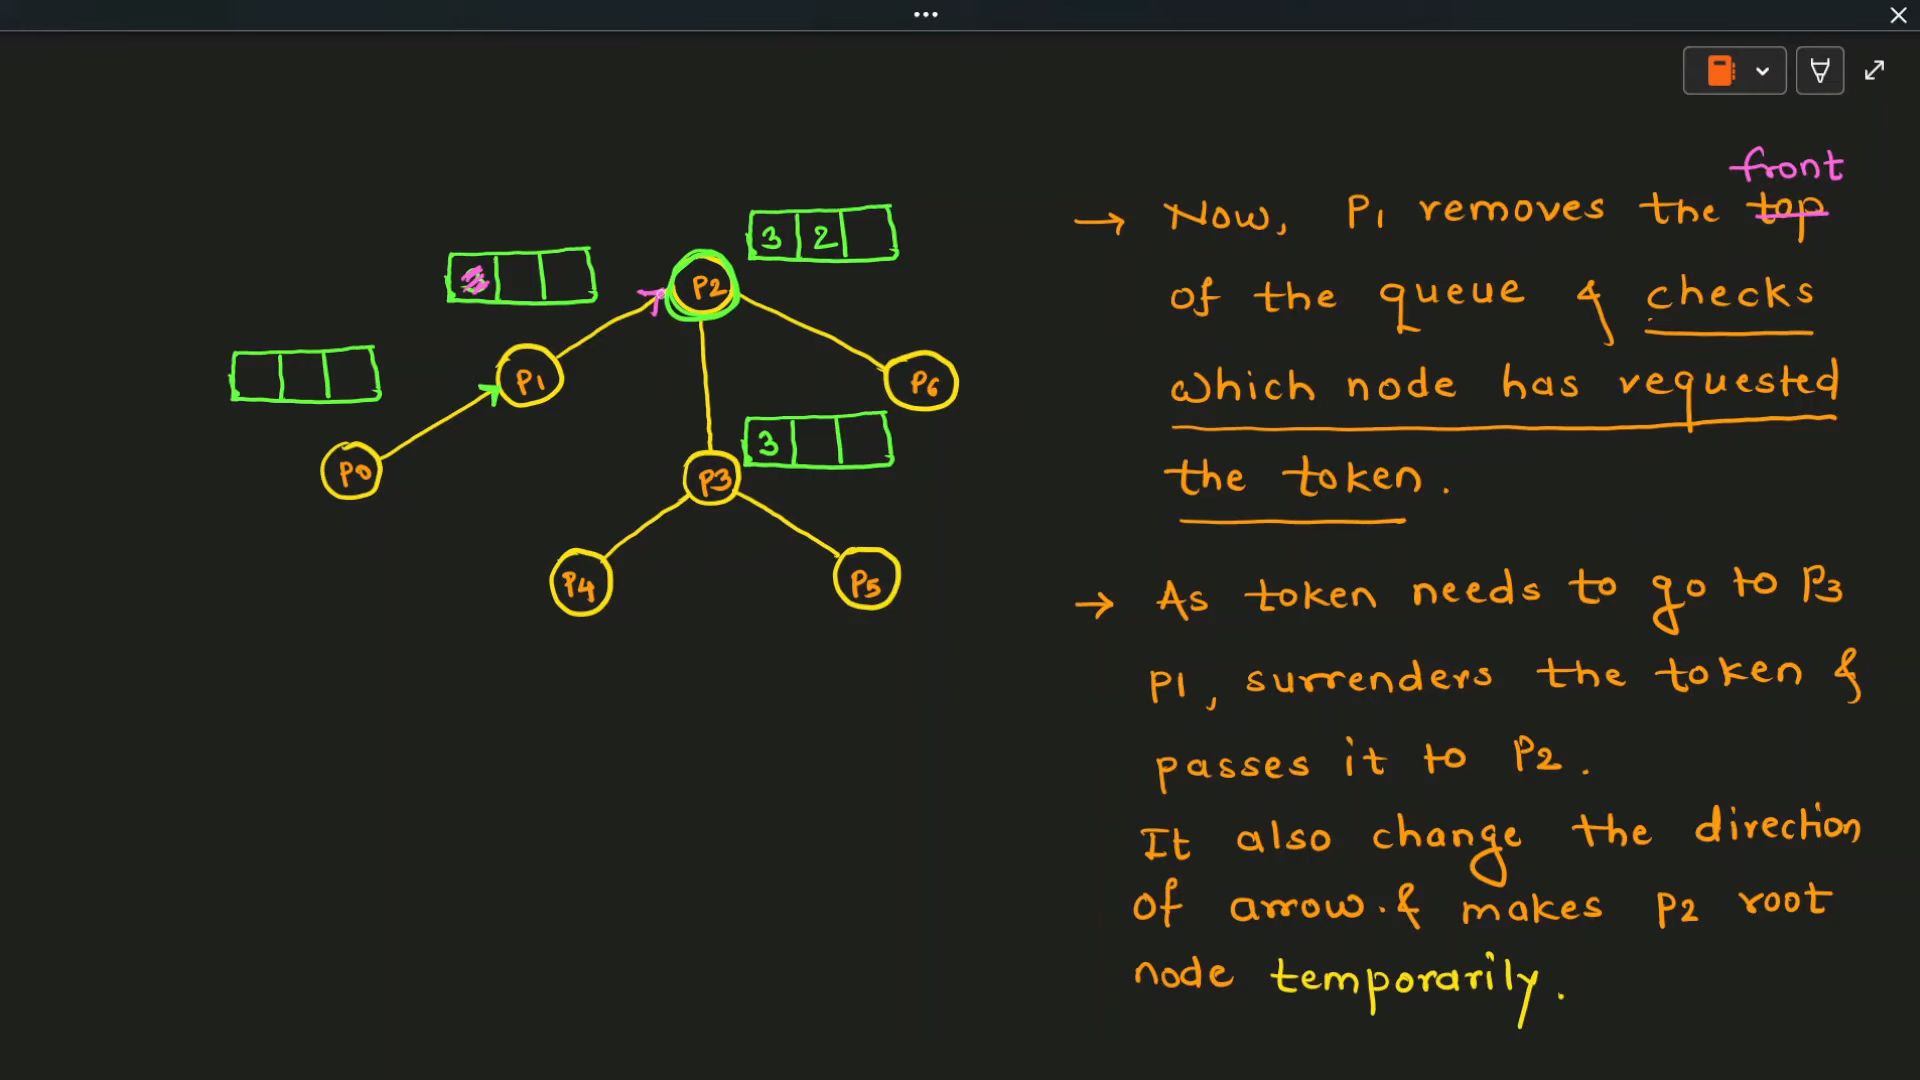 front
→ Now, P1 removes the top
of the queue & checks
which node has requested
the token.
→ As token needs to go to P3
P1, surrenders the token &
passes it to P2.
It also change the direction
of arrow. & makes P2 root
node temporarily.
3 2
P2
P1
P6
3
P0
P3
P4
P5